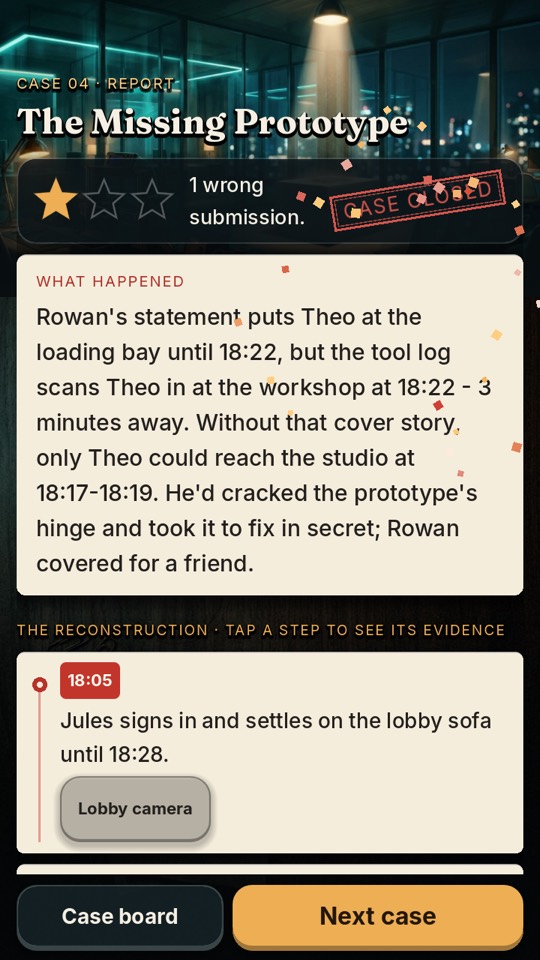 CASE 04 · REPORT
The Missing Prototype
1 wrong
submission.
CASE CLOSED
WHAT HAPPENED
Rowan's statement puts Theo at the
loading bay until 18:22, but the tool log
scans Theo in at the workshop at 18:22 - 3
minutes away. Without that cover story,
only Theo could reach the studio at
18:17-18:19. He'd cracked the prototype's
hinge and took it to fix in secret; Rowan
covered for a friend.
THE RECONSTRUCTION · TAP A STEP TO SEE ITS EVIDENCE
18:05
Jules signs in and settles on the lobby sofa
until 18:28.
Lobby camera
Case board
Next case